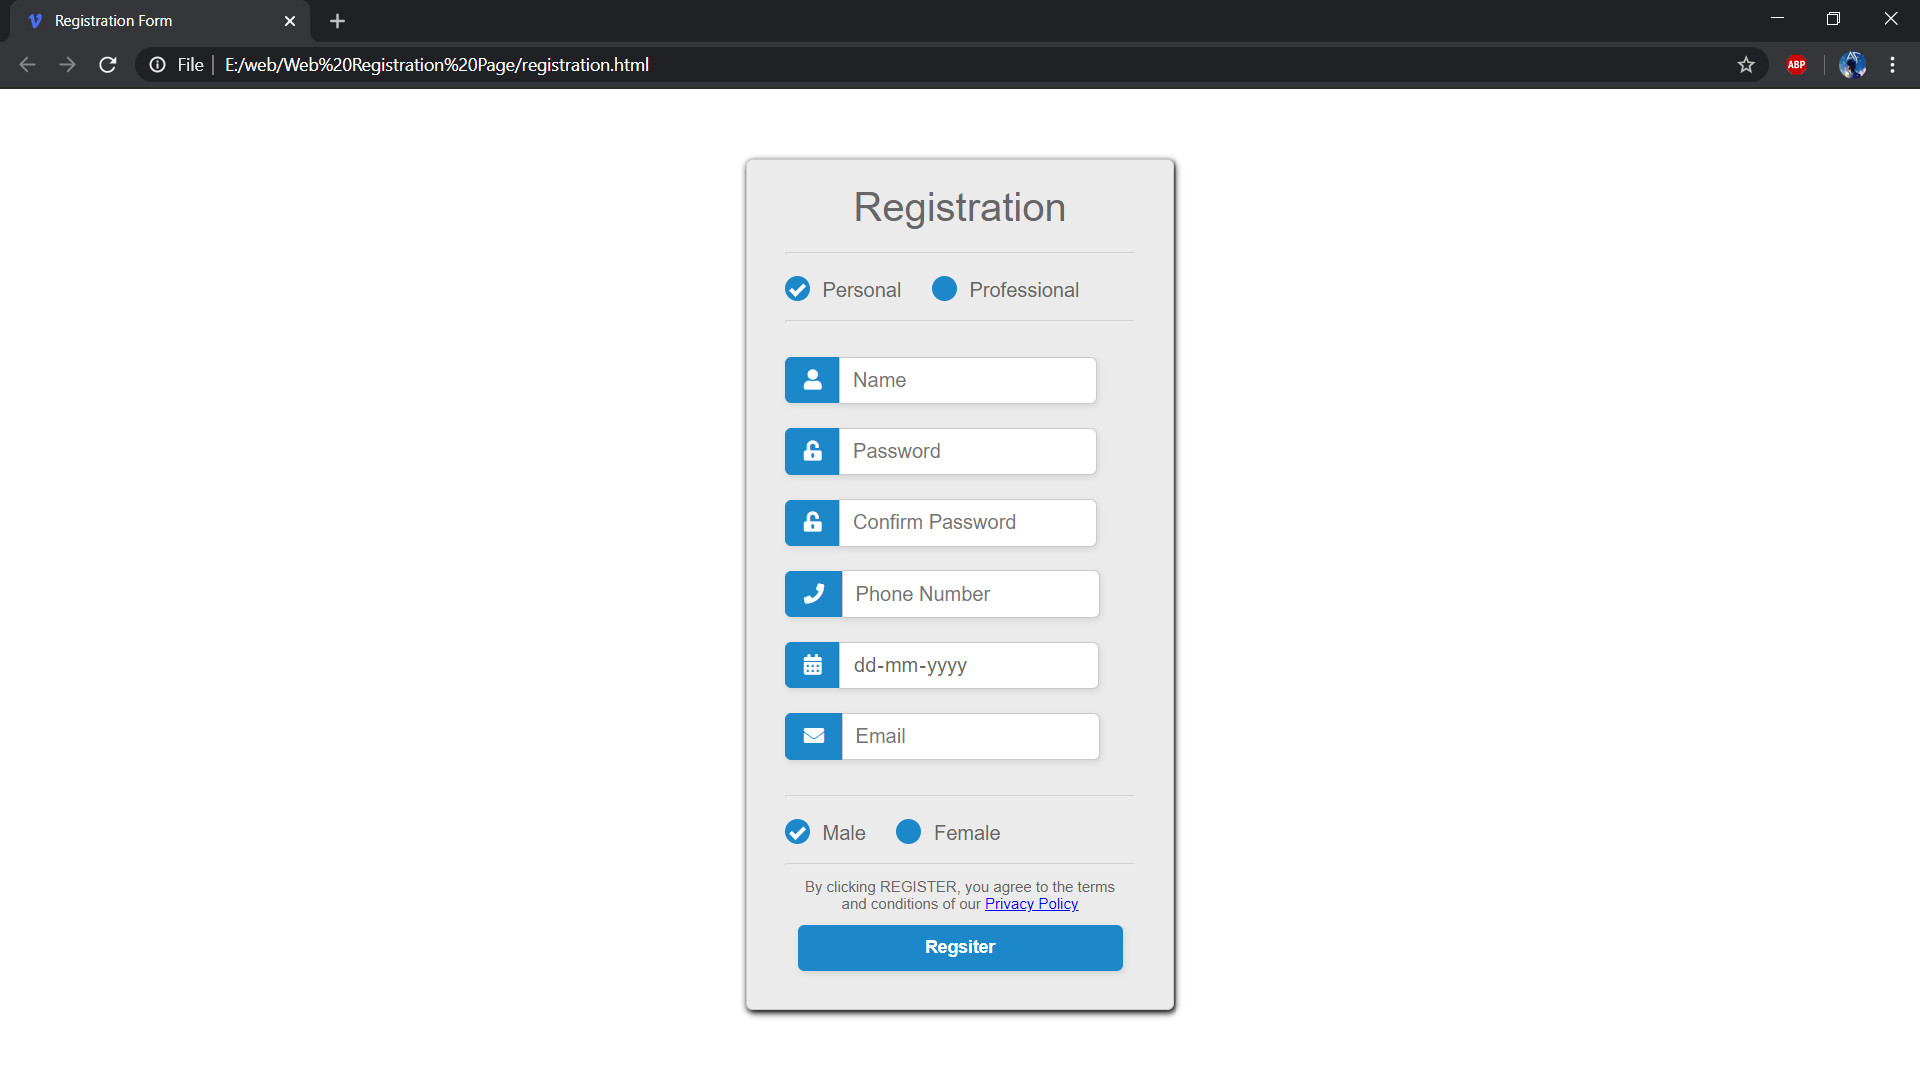 Registration Form
File | E:/web/Web%20Registration%20Page/registration.html
ABP
Registration
Personal Professional
Name
Password
Confirm Password
Phone Number
dd-mm-yyyy
Email
Male Female
By clicking REGISTER, you agree to the terms
and conditions of our Privacy Policy
Regsiter